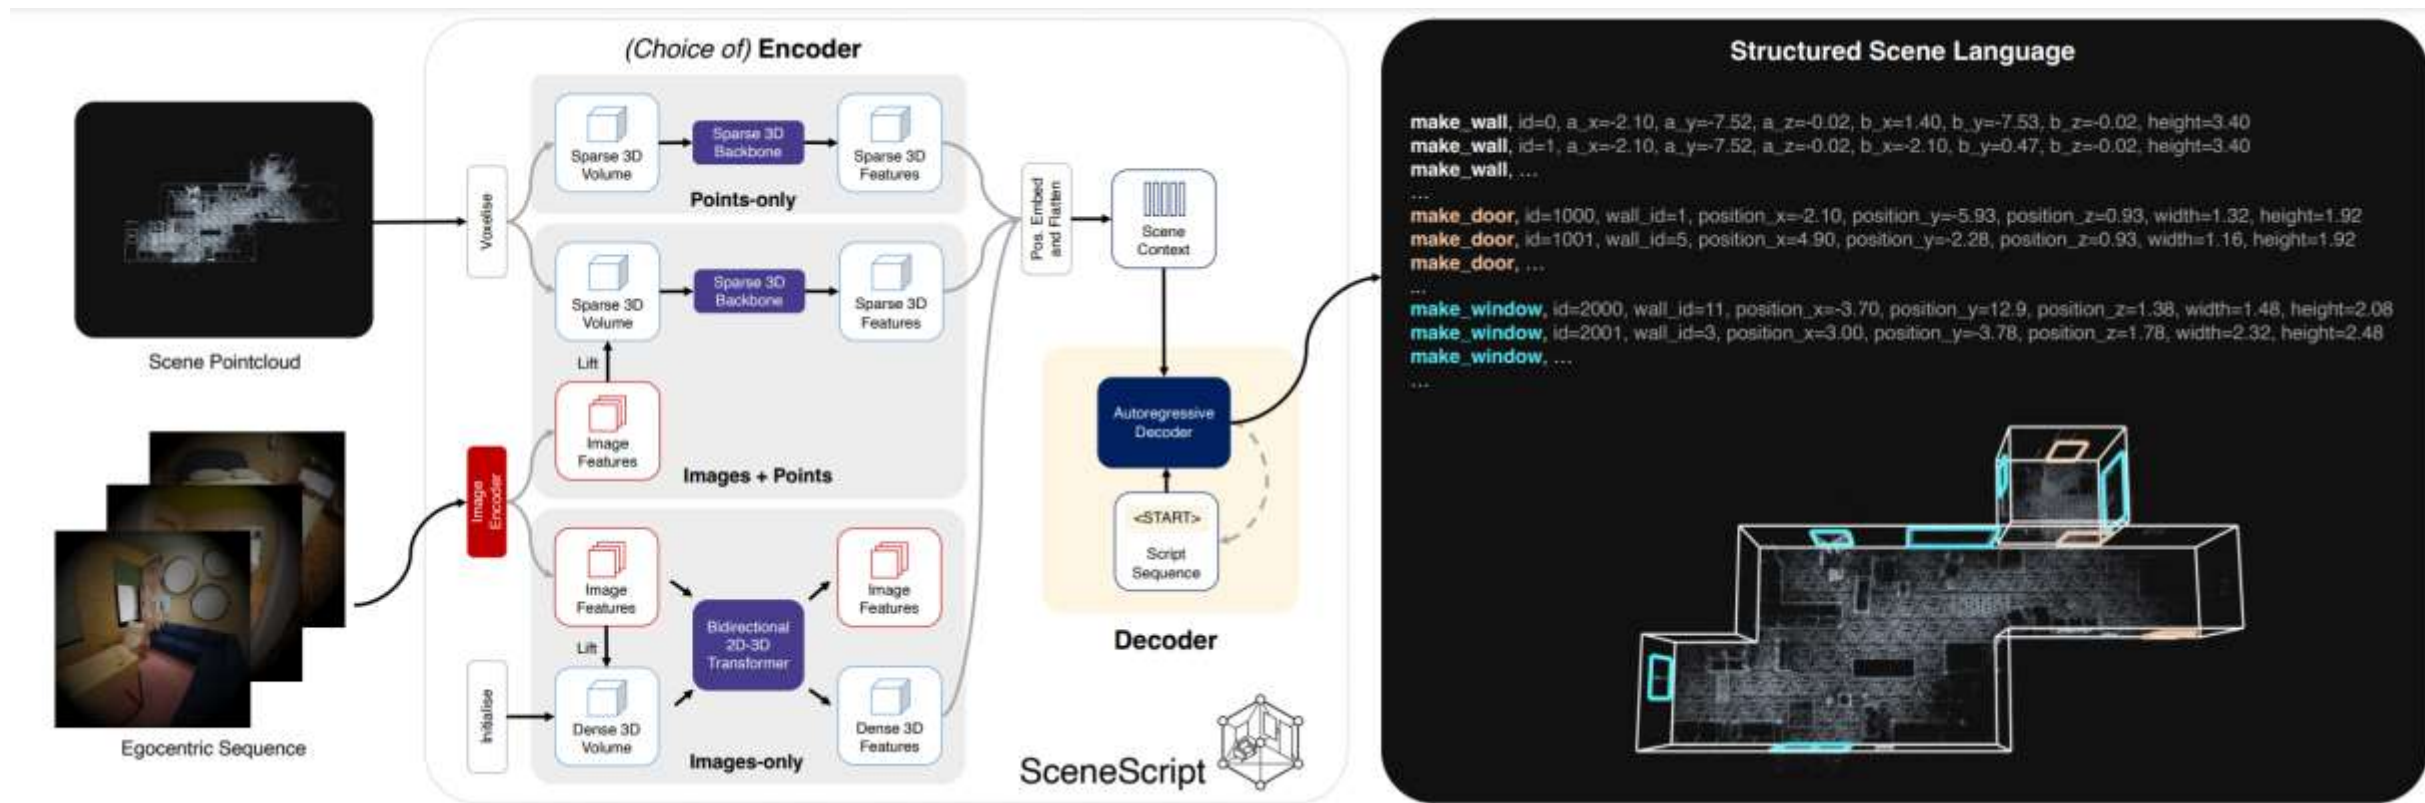 (Choice of) Encoder
Scene Pointcloud
Egocentric Sequence
Voxelise
Image
Encoder
Initialise
Sparse 3D
Volume
Sparse 3D
Backbone
Sparse 3D
Features
Points-only
Sparse 3D
Volume
Sparse 3D
Backbone
Sparse 3D
Features
Lift
Image
Features
Images + Points
Image
Features
Image
Features
Lift
Bidirectional
2D-3D
Transformer
Dense 3D
Volume
Dense 3D
Features
Images-only
Pos. Embed
and Flatten
Scene
Context
Autoregressive
Decoder
<START>
Script
Sequence
Decoder
SceneScript
Structured Scene Language
make_wall, id=0, a_x=-2.10, a_y=-7.52, a_z=-0.02, b_x=1.40, b_y=-7.53, b_z=-0.02, height=3.40
make_wall, id=1, a_x=-2.10, a_y=-7.52, a_z=-0.02, b_x=-2.10, b_y=0.47, b_z=-0.02, height=3.40
make_wall, ...
...
make_door, id=1000, wall_id=1, position_x=-2.10, position_y=-5.93, position_z=0.93, width=1.32, height=1.92
make_door, id=1001, wall_id=5, position_x=4.90, position_y=-2.28, position_z=0.93, width=1.16, height=1.92
make_door, ...
...
make_window, id=2000, wall_id=11, position_x=-3.70, position_y=12.9, position_z=1.38, width=1.48, height=2.08
make_window, id=2001, wall_id=3, position_x=3.00, position_y=-3.78, position_z=1.78, width=2.32, height=2.48
make_window, ...
...